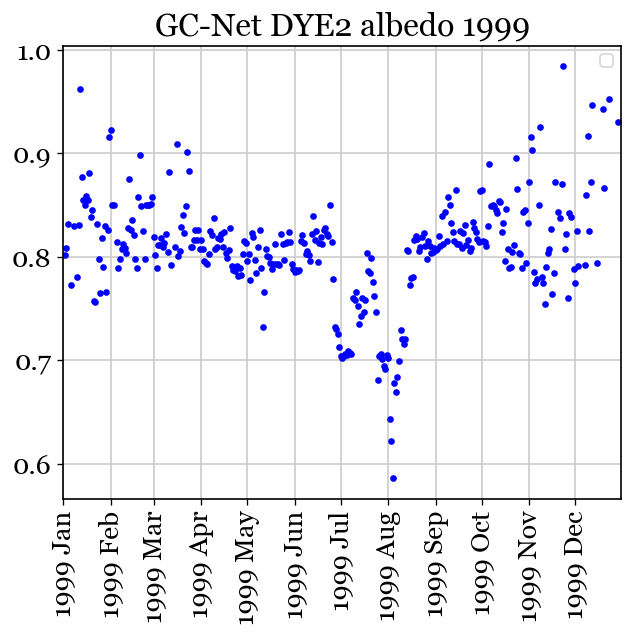 GC-Net DYE2 albedo 1999
1.0
0.9
0.8
0.7
0.6
1999 Jan
1999 Feb
1999 Mar
1999 Apr
1999 May
1999 Jun
1999 Jul
1999 Aug
1999 Sep
1999 Oct
1999 Nov
1999 Dec